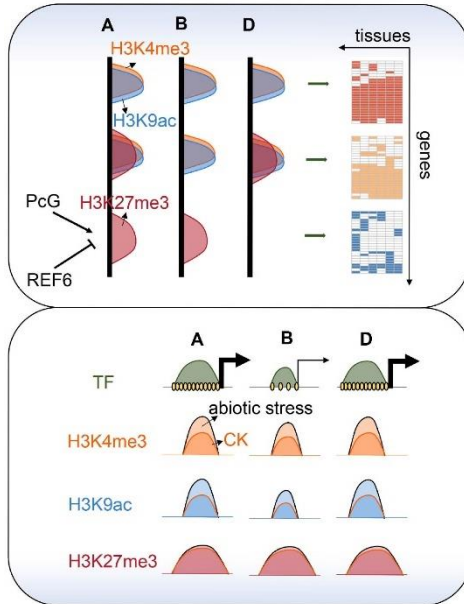 A B D
H3K4me3
tissues
H3K9ac
genes
H3K27me3
PcG
REF6
A B D
TF
abiotic stress
H3K4me3
CK
H3K9ac
H3K27me3